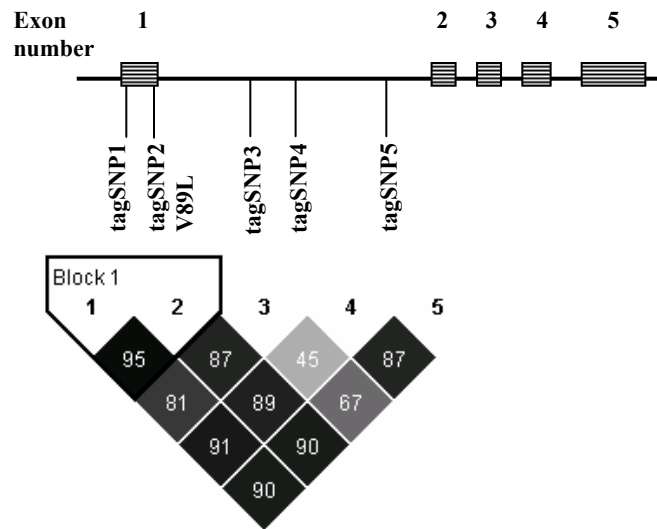 Exon number 1 2 3 4 5
tagSNP1
tagSNP2
V89L
tagSNP3
tagSNP4
tagSNP5
Block 1
1 2 3 4 5
95 87 45 87
81 89 67
91 90
90